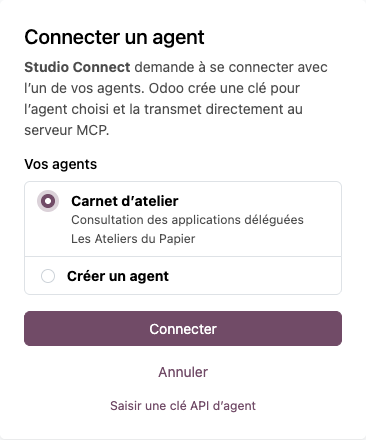 Connecter un agent
Studio Connect demande à se connecter avec
l’un de vos agents. Odoo crée une clé pour
l’agent choisi et la transmet directement au
serveur MCP.
Vos agents
Carnet d’atelier
Consultation des applications déléguées
Les Ateliers du Papier
Créer un agent
Connecter
Annuler
Saisir une clé API d’agent